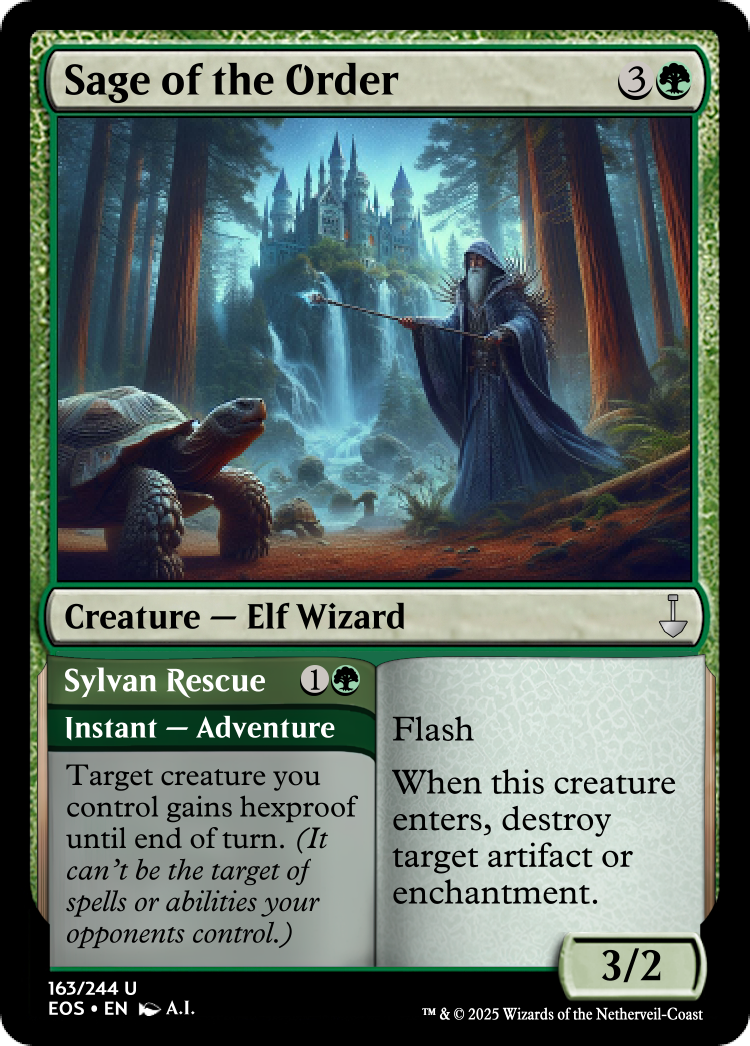 Sage of the Order 3
Creature — Elf Wizard
Sylvan Rescue 1
Instant — Adventure
Target creature you
control gains hexproof
until end of turn. (It
can't be the target of
spells or abilities your
opponents control.)
Flash
When this creature
enters, destroy
target artifact or
enchantment.
3/2
163/244 U
EOS • EN A.I.
™ & © 2025 Wizards of the Netherveil-Coast